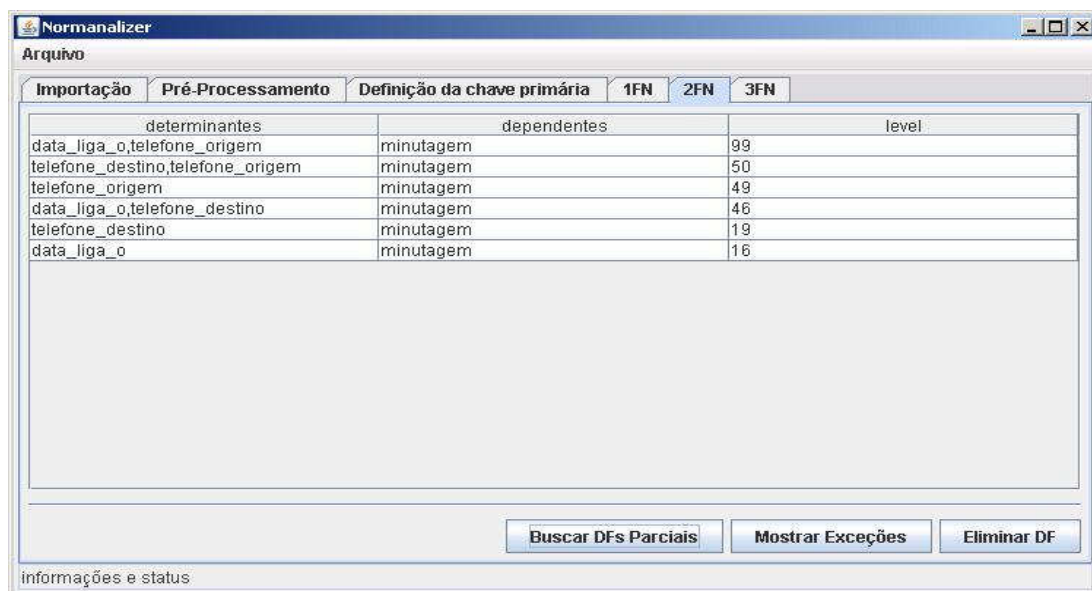 Normanalizer
Arquivo
Importação Pré-Processamento Definição da chave primária 1FN 2FN 3FN
determinantes dependentes level
data_liga_o,telefone_origem minutagem 99
telefone_destino,telefone_origem minutagem 50
telefone_origem minutagem 49
data_liga_o,telefone_destino minutagem 46
telefone_destino minutagem 19
data_liga_o minutagem 16
Buscar DFs Parciais Mostrar Exceções Eliminar DF
informações e status